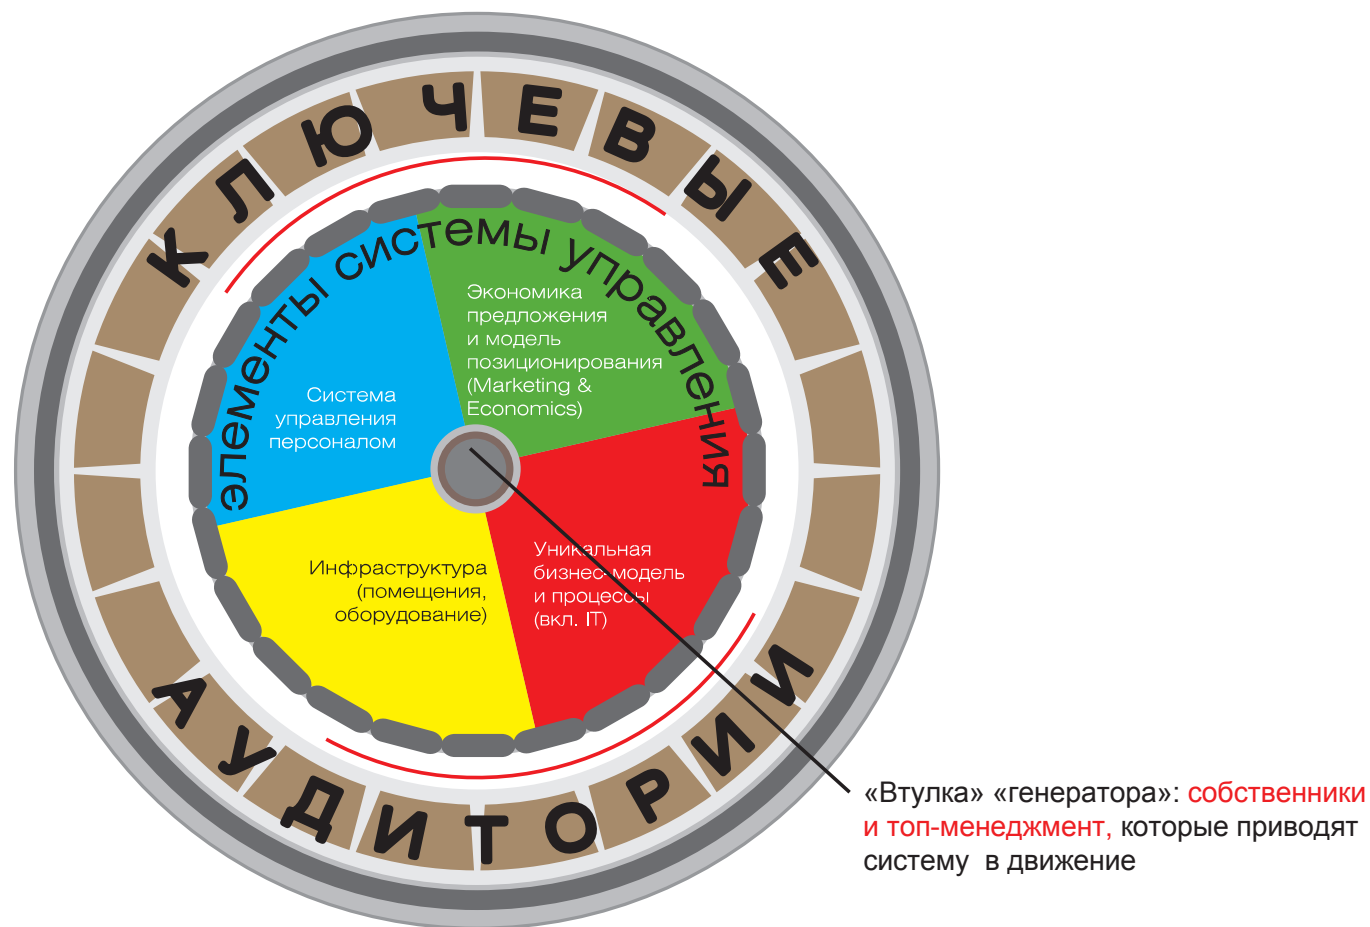 КЛЮЧЕВЫЕ
элементы системы управления
Экономика
предложения
и модель
позиционирования
(Marketing &
Economics)
Система
управления
персоналом
Инфраструктура
(помещения,
оборудование)
Уникальная
бизнес-модель
и процессы
(вкл. IT)
АУДИТОРИИ
«Втулка» «генератора»: собственники
и топ-менеджмент, которые приводят
систему в движение